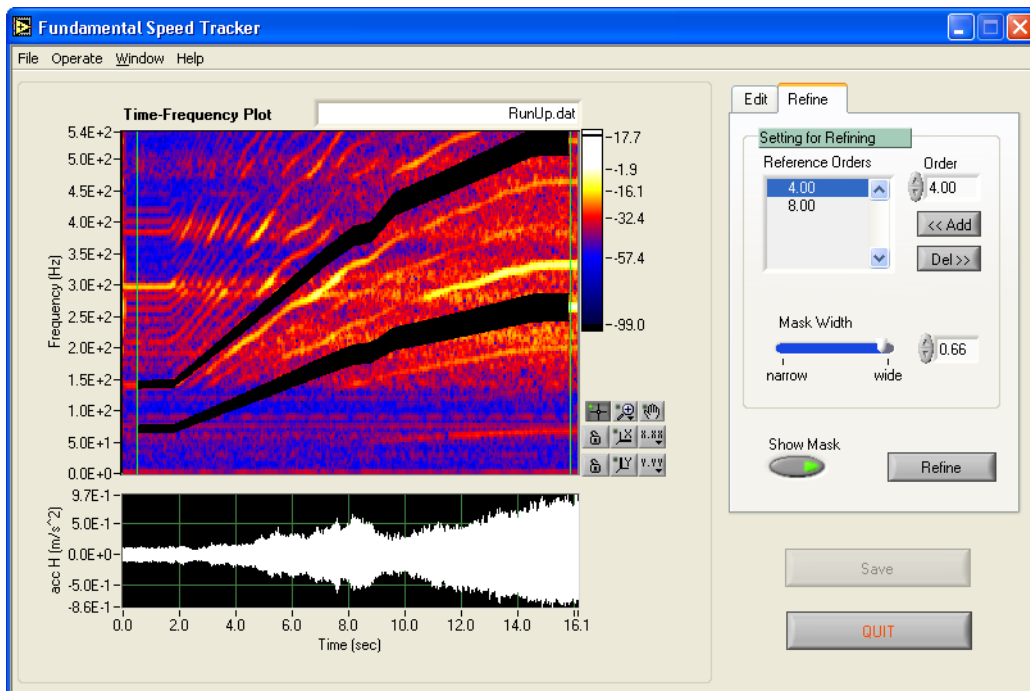 Fundamental Speed Tracker
File Operate Window Help
Time-Frequency Plot
RunUp.dat
Frequency (Hz)
5.4E+2
5.0E+2
4.5E+2
4.0E+2
3.5E+2
3.0E+2
2.5E+2
2.0E+2
1.5E+2
1.0E+2
5.0E+1
0.0E+0
17.7
-1.9
-16.1
-32.4
-57.4
-99.0
X.XX
Y.YY
acc H (m/s^2)
9.7E-1
5.0E-1
0.0E+0
-5.0E-1
-8.6E-1
0.0 2.0 4.0 6.0 8.0 10.0 12.0 14.0 16.1
Time (sec)
Edit Refine
Setting for Refining
Reference Orders
4.00
8.00
Order
4.00
<< Add
Del >>
Mask Width
narrow wide
0.66
Show Mask
Refine
Save
QUIT